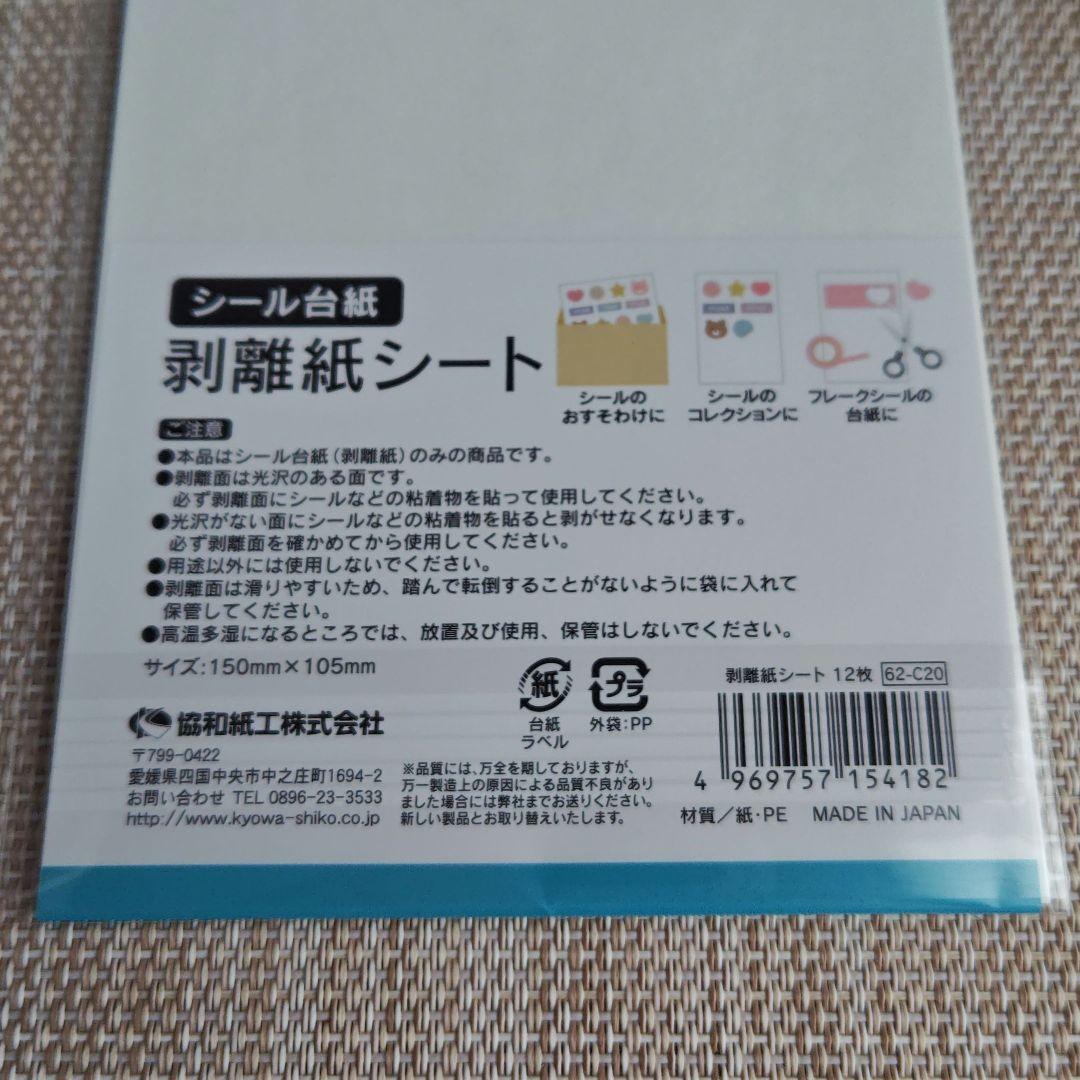 シール台紙
剥離紙シート
シールの
おすそわけに
シールの
コレクションに
フレークシールの
台紙に
ご注意
●本品はシール台紙(剥離紙)のみの商品です。
●剥離面は光沢のある面です。
必ず剥離面にシールなどの粘着物を貼って使用してください。
●光沢がない面にシールなどの粘着物を貼ると剥がせなくなります。
必ず剥離面を確かめてから使用してください。
●用途以外には使用しないでください。
●剥離面は滑りやすいため、踏んで転倒することがないように袋に入れて
保管してください。
●高温多湿になるところでは、放置及び使用、保管はしないでください。
サイズ:150mm×105mm
紙
台紙
ラベル
プラ
外袋:PP
剥離紙シート 12枚 62-C20
4 969757 154182
協和紙工株式会社
〒799-0422
愛媛県四国中央市中之庄町1694-2
お問い合わせ TEL 0896-23-3533
http://www.kyowa-shiko.co.jp
※品質には、万全を期しておりますが、
万一製造上の原因による品質不良があり
ました場合には弊社までお送りください。
新しい製品とお取り替えいたします。
材質/紙・PE MADE IN JAPAN